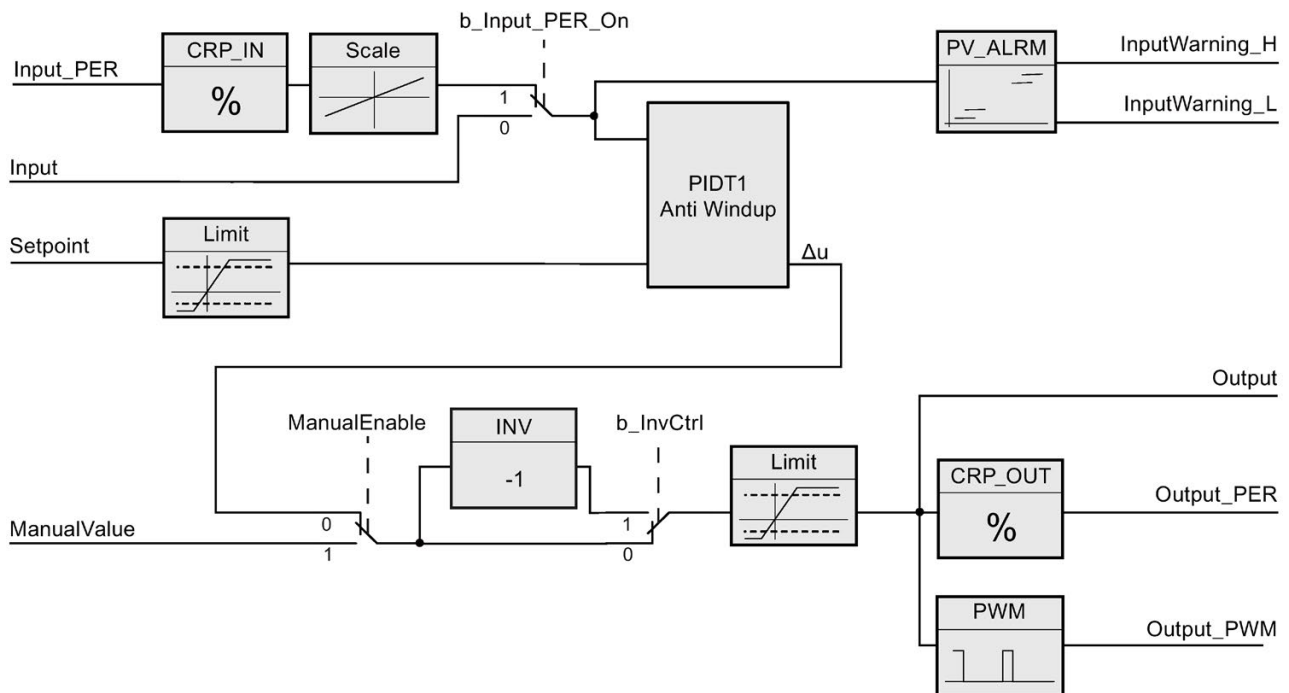 b_Input_PER_On
CRP_IN
Scale
PV_ALRM
InputWarning_H
Input_PER
%
1
0
InputWarning_L
Input
PIDT1
Anti Windup
Setpoint
Limit
Δu
Output
ManualEnable
INV
b_InvCtrl
-1
Limit
CRP_OUT
%
Output_PER
ManualValue
0
1
1
0
PWM
Output_PWM